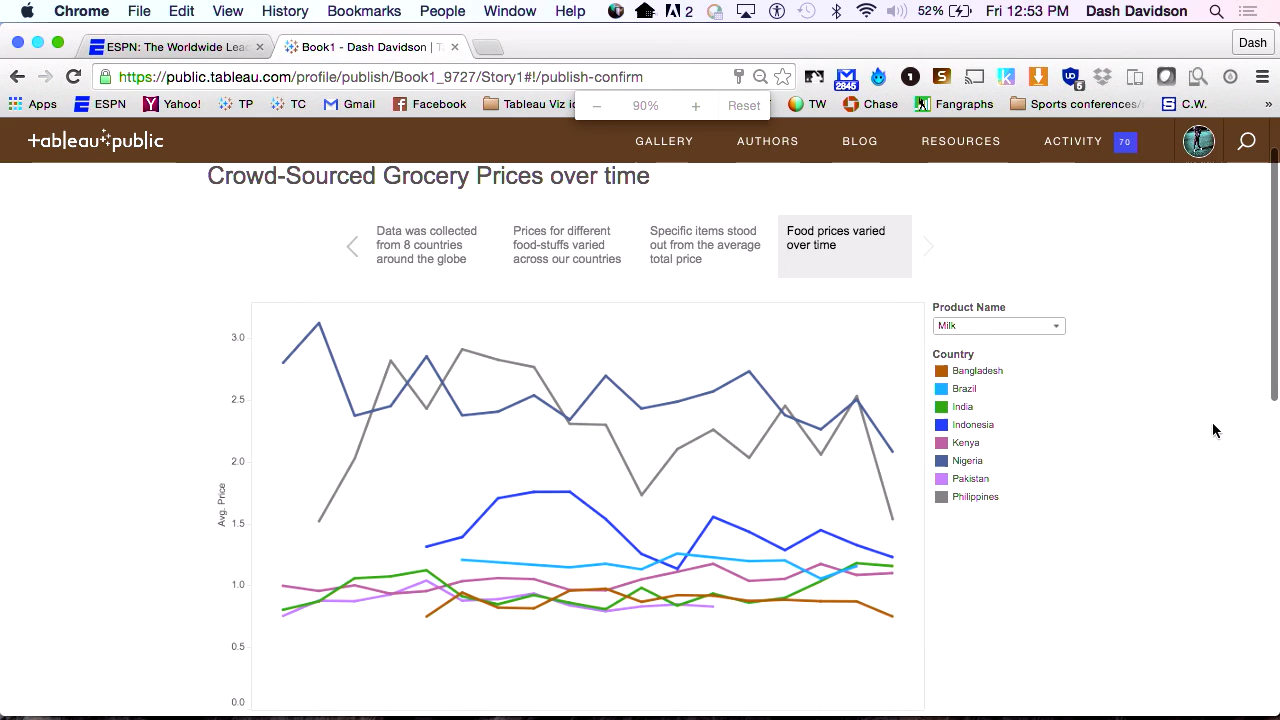 Chrome File Edit View History Bookmarks People Window Help 2 52% Fri 12:53 PM Dash Davidson
ESPN: The Worldwide Lea × Book1 - Dash Davidson | T × Dash
https://public.tableau.com/profile/publish/Book1_9727/Story1#!/publish-confirm 2845 1 S 5
Apps ESPN Yahoo! TP TC Gmail Facebook Tableau Viz id TW Chase Fangraphs Sports conferences/ C.W. »
− 90% + Reset
tableau public GALLERY AUTHORS BLOG RESOURCES ACTIVITY 70
Crowd-Sourced Grocery Prices over time
Data was collected
from 8 countries
around the globe
Prices for different
food-stuffs varied
across our countries
Specific items stood
out from the average
total price
Food prices varied
over time
Avg. Price
3.0
2.5
2.0
1.5
1.0
0.5
0.0
Product Name
Milk
Country
Bangladesh
Brazil
India
Indonesia
Kenya
Nigeria
Pakistan
Philippines